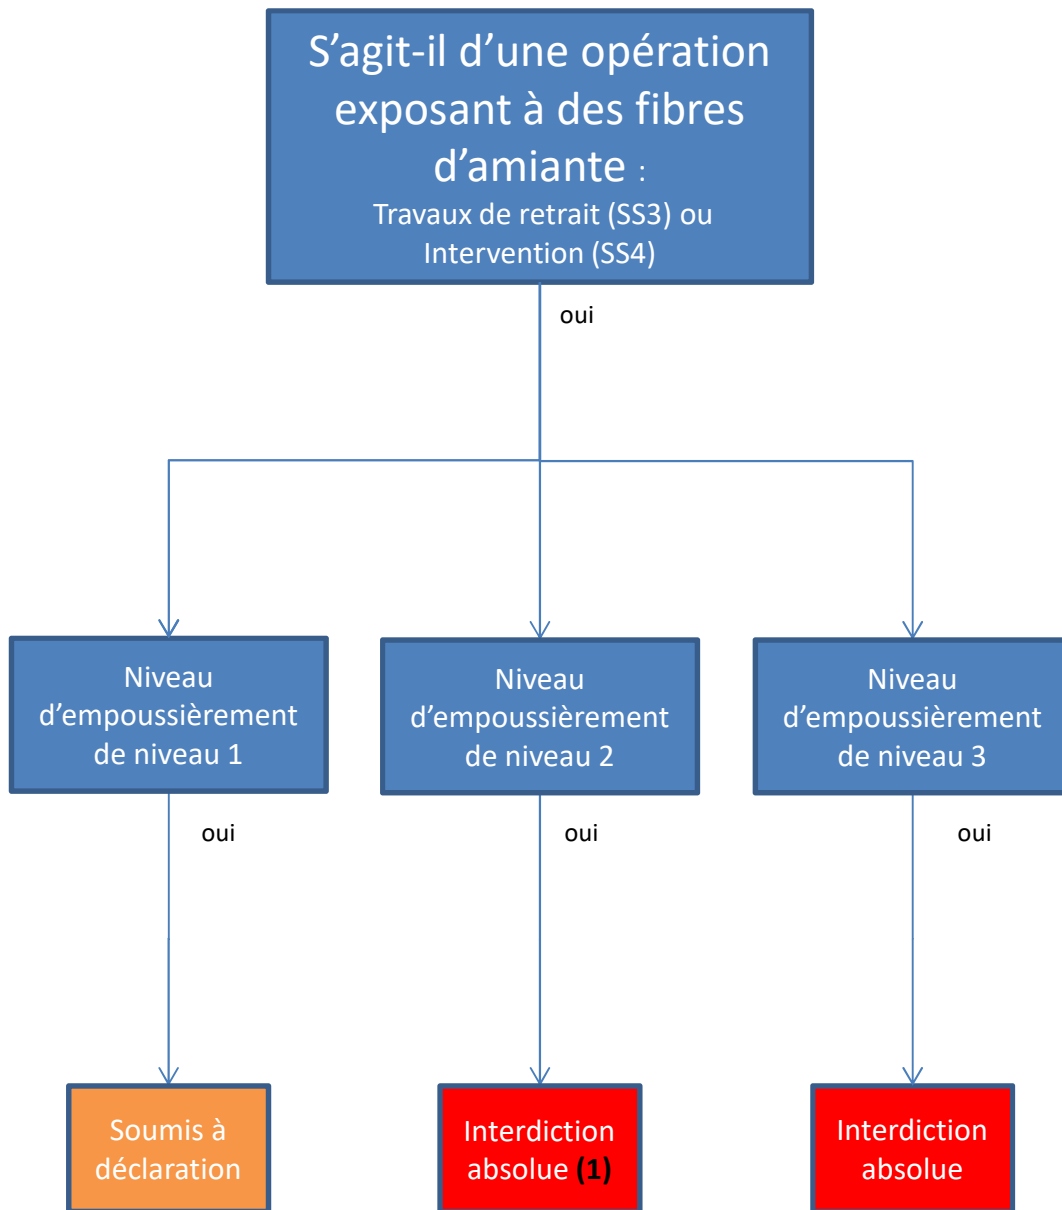 S'agit-il d'une opération
exposant à des fibres
d'amiante :
Travaux de retrait (SS3) ou
Intervention (SS4)
oui
Niveau
d'empoussièrement
de niveau 1
Niveau
d'empoussièrement
de niveau 2
Niveau
d'empoussièrement
de niveau 3
oui
oui
oui
Soumis à
déclaration
Interdiction
absolue (1)
Interdiction
absolue